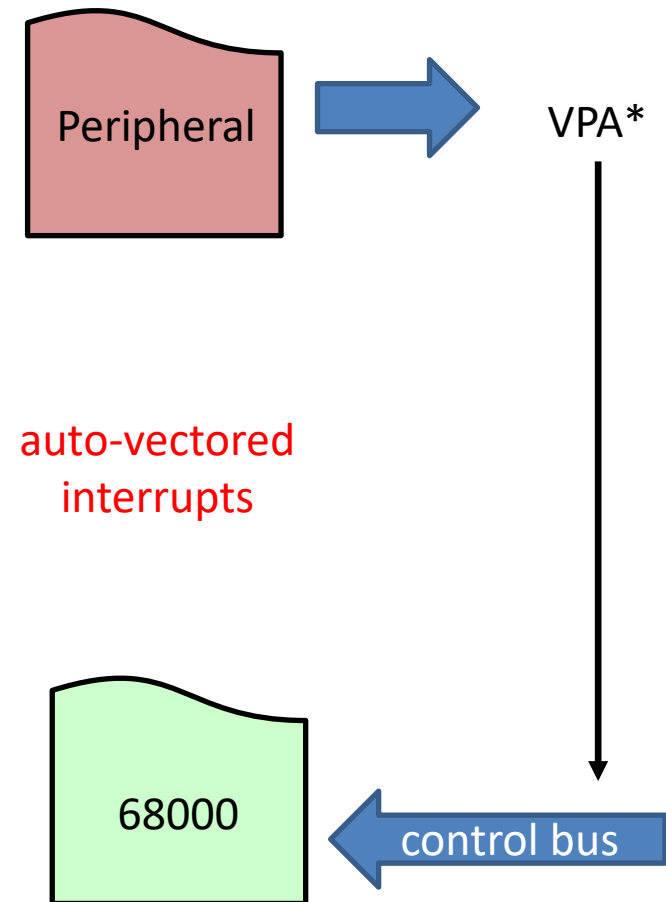 Peripheral
VPA*
auto-vectored
interrupts
68000
control bus